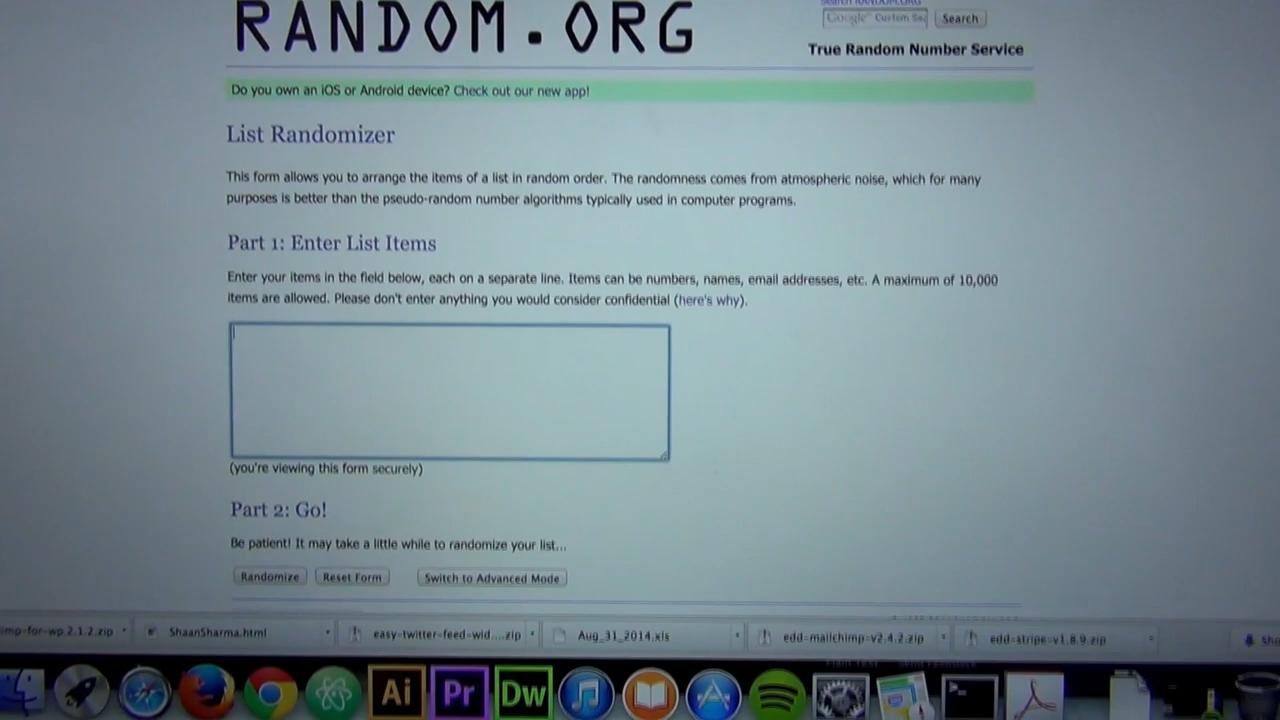 RANDOM.ORG
Search RANDOM.ORG
Google™ Custom Sea
Search
True Random Number Service
Do you own an iOS or Android device? Check out our new app!
List Randomizer
This form allows you to arrange the items of a list in random order. The randomness comes from atmospheric noise, which for many
purposes is better than the pseudo-random number algorithms typically used in computer programs.
Part 1: Enter List Items
Enter your items in the field below, each on a separate line. Items can be numbers, names, email addresses, etc. A maximum of 10,000
items are allowed. Please don't enter anything you would consider confidential (here's why).
(you're viewing this form securely)
Part 2: Go!
Be patient! It may take a little while to randomize your list...
Randomize
Reset Form
Switch to Advanced Mode
imp-for-wp.2.1.2.zip
ShaanSharma.html
easy-twitter-feed-wid....zip
Aug_31_2014.xls
edd-mailchimp-v2.4.2.zip
edd-stripe-v1.8.9.zip
Ai
Pr
Dw